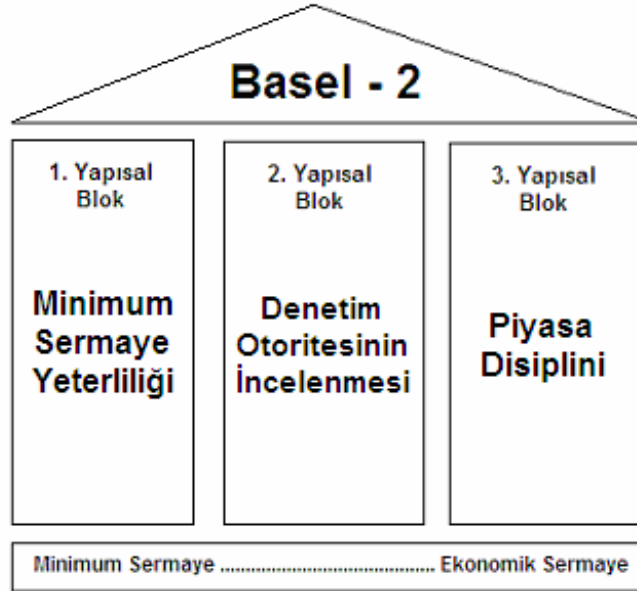 Basel - 2
1. Yapısal
Blok
Minimum
Sermaye
Yeterliliği
2. Yapısal
Blok
Denetim
Otoritesinin
İncelenmesi
3. Yapısal
Blok
Piyasa
Disiplini
Minimum Sermaye ........................................... Ekonomik Sermaye